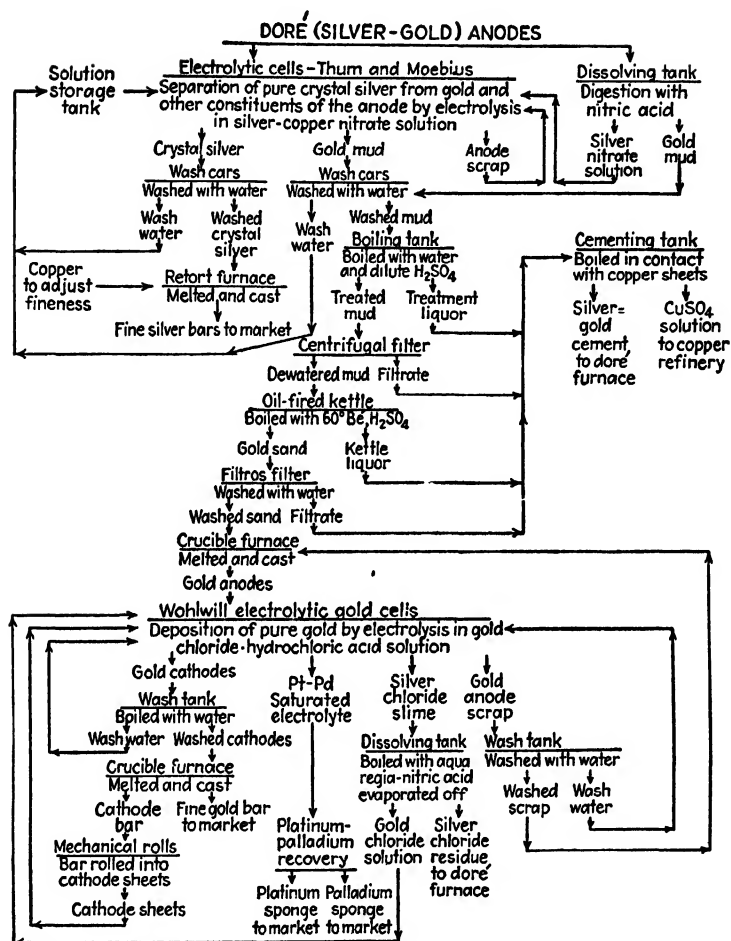 DORÉ (SILVER-GOLD) ANODES
Solution
storage
tank
Electrolytic cells-Thum and Moebius
Separation of pure crystal silver from gold and
other constituents of the anode by electrolysis
in silver-copper nitrate solution
Dissolving tank
Digestion with
nitric acid
Silver
nitrate
solution
Gold
mud
Crystal silver
Gold mud
Anode
scrap
Wash cars
Washed with water
Wash cars
Washed with water
Wash
water
Washed
crystal
silver
Wash
water
Washed mud
Boiling tank
Boiled with water
and dilute H2SO4
Cementing tank
Boiled in contact
with copper sheets
Copper
to adjust
fineness
Retort furnace
Melted and cast
Treated
mud
Treatment
liquor
Silver=
gold
cement
to doré
furnace
CuSO4
solution
to copper
refinery
Fine silver bars to market
Centrifugal filter
Dewatered mud
Filtrate
Oil-fired kettle
Boiled with 60° Bé, H2SO4
Gold sand
Kettle
liquor
Filtros filter
Washed with water
Washed sand
Filtrate
Crucible furnace
Melted and cast
Gold anodes
Wohlwill electrolytic gold cells
Deposition of pure gold by electrolysis in gold
chloride-hydrochloric acid solution
Gold cathodes
Pt-Pd
Saturated
electrolyte
Silver
chloride
slime
Gold
anode
scrap
Wash tank
Boiled with water
Wash water
Washed cathodes
Dissolving tank
Boiled with aqua
regia-nitric acid
evaporated off
Wash tank
Washed with water
Washed
scrap
Wash
water
Crucible furnace
Melted and cast
Cathode
bar
Fine gold bar
to market
Platinum-
palladium
recovery
Gold
chloride
solution
Silver
chloride
residue
to doré
furnace
Mechanical rolls
Bar rolled into
cathode sheets
Cathode sheets
Platinum
sponge
to market
Palladium
sponge
to market